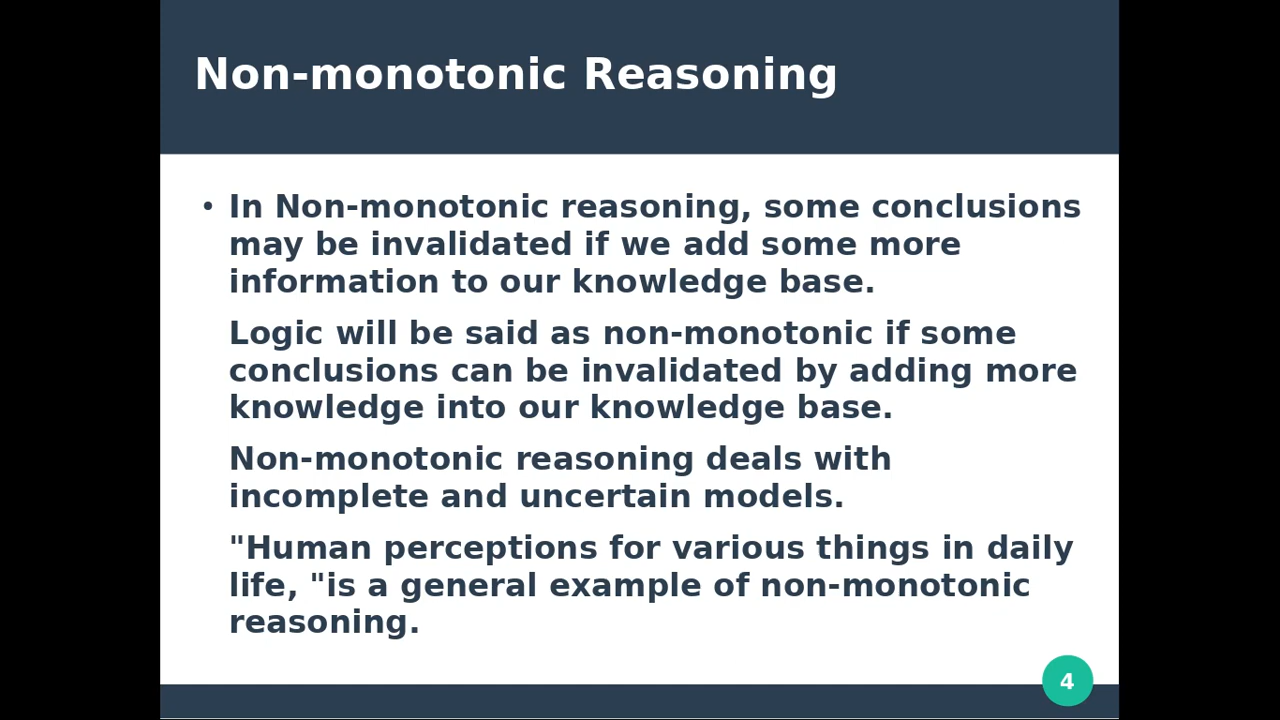 Non-monotonic Reasoning
• In Non-monotonic reasoning, some conclusions
may be invalidated if we add some more
information to our knowledge base.
Logic will be said as non-monotonic if some
conclusions can be invalidated by adding more
knowledge into our knowledge base.
Non-monotonic reasoning deals with
incomplete and uncertain models.
"Human perceptions for various things in daily
life, "is a general example of non-monotonic
reasoning.
4